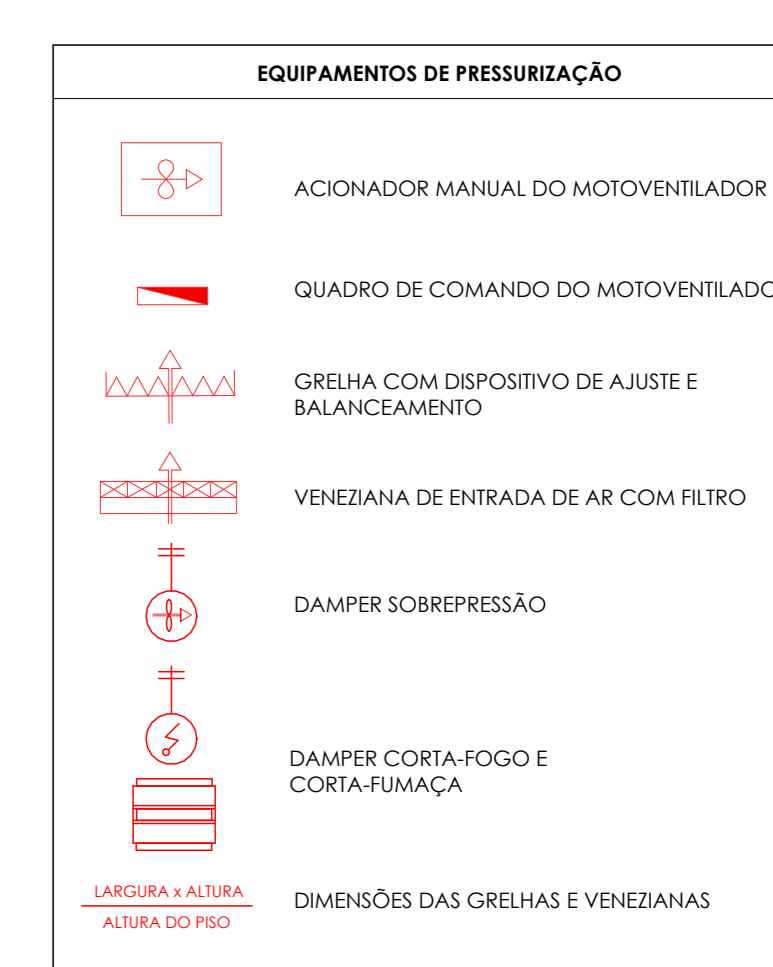 EQUIPAMENTOS DE PRESSURIZAÇÃO
ACIONADOR MANUAL DO MOTOVENTILADOR
QUADRO DE COMANDO DO
GRELHA COM DISPOSITIVO DE AJUSTE E
BALANCEAMENTO
VENEZIANA DE ENTRADA DE AR COM FILTRO
DAMPER SOBREPRESSÃO
DAMPER CORTA-FOGO E
CORTA-FUMAÇA
LARGURA x ALTURA
ALTURA DO PISO
DIMENSÕES DAS GRELHAS E VENEZIANAS